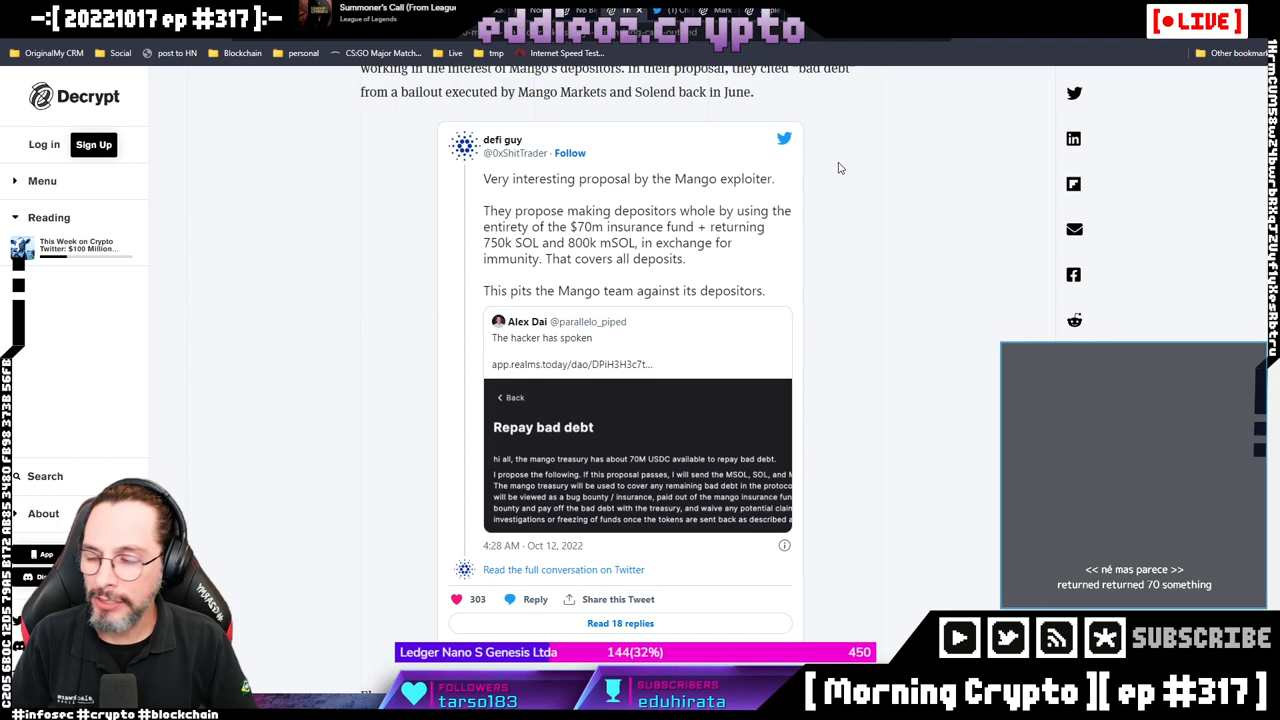 -:[ 20221017 ep #317]:-
Summoner's Call (From Leagu
League of Legends
eddieoz.crypto
[ LIVE ]
OriginalMy CRM
Social
post to HN
Blockchain
personal
CS:GO Major Match...
Live
tmp
Internet Speed Test...
Other bookmar
working in the interest of Mango's depositors. In their proposal, they cited "bad debt"
from a bailout executed by Mango Markets and Solend back in June.
Decrypt
Log in
Sign Up
Menu
Reading
This Week on Crypto
Twitter: $100 Million...
Search
About
App
defi guy
@0xShitTrader · Follow
Very interesting proposal by the Mango exploiter.
They propose making depositors whole by using the
entirety of the $70m insurance fund + returning
750k SOL and 800k mSOL, in exchange for
immunity. That covers all deposits.
This pits the Mango team against its depositors.
Alex Dai @parallelo_piped
The hacker has spoken
app.realms.today/dao/DPiH3H3c7t...
Back
Repay bad debt
hi all, the mango treasury has about 70M USDC available to repay bad debt.
I propose the following. If this proposal passes, I will send the MSOL, SOL, and M
The mango treasury will be used to cover any remaining bad debt in the protoco
will be viewed as a bug bounty / insurance, paid out of the mango insurance fun
bounty and pay off the bad debt with the treasury, and waive any potential claim
investigations or freezing of funds once the tokens are sent back as described a
4:28 AM · Oct 12, 2022
Read the full conversation on Twitter
303
Reply
Share this Tweet
Read 18 replies
<< né mas parece >>
returned returned 70 something
Ledger Nano S Genesis Ltda
144(32%)
450
FOLLOWERS
tarso183
SUBSCRIBERS
eduhirata
SUBSCRIBE
[ Morning Crypto ][ ep #317 ]
#infosec #crypto #blockchain